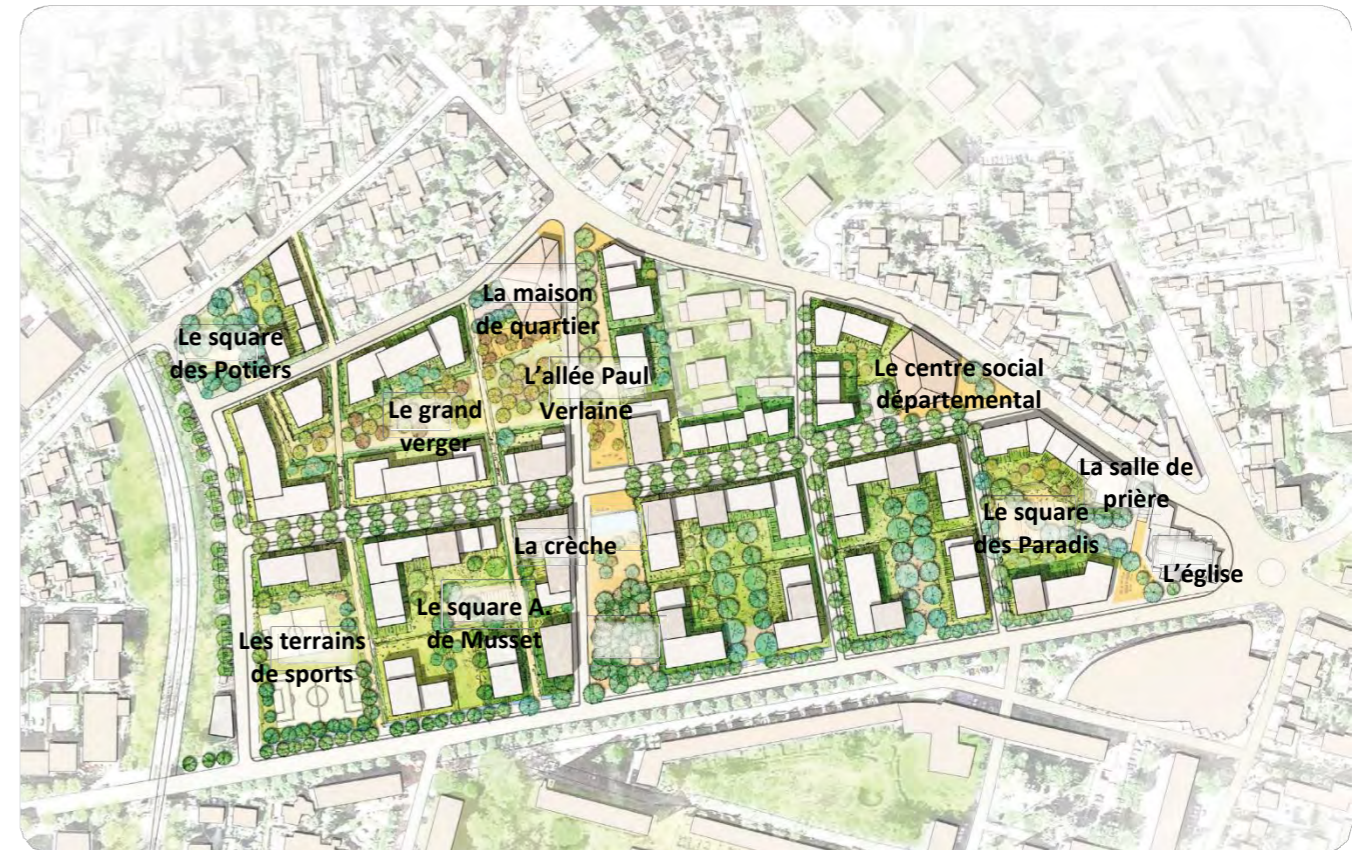 La maison
de quartier
Le square
des Potiers
L'allée Paul
Verlaine
Le centre social
départemental
Le grand
verger
La salle de
prière
Le square
des Paradis
La crèche
L'église
Le square A.
de Musset
Les terrains
de sports